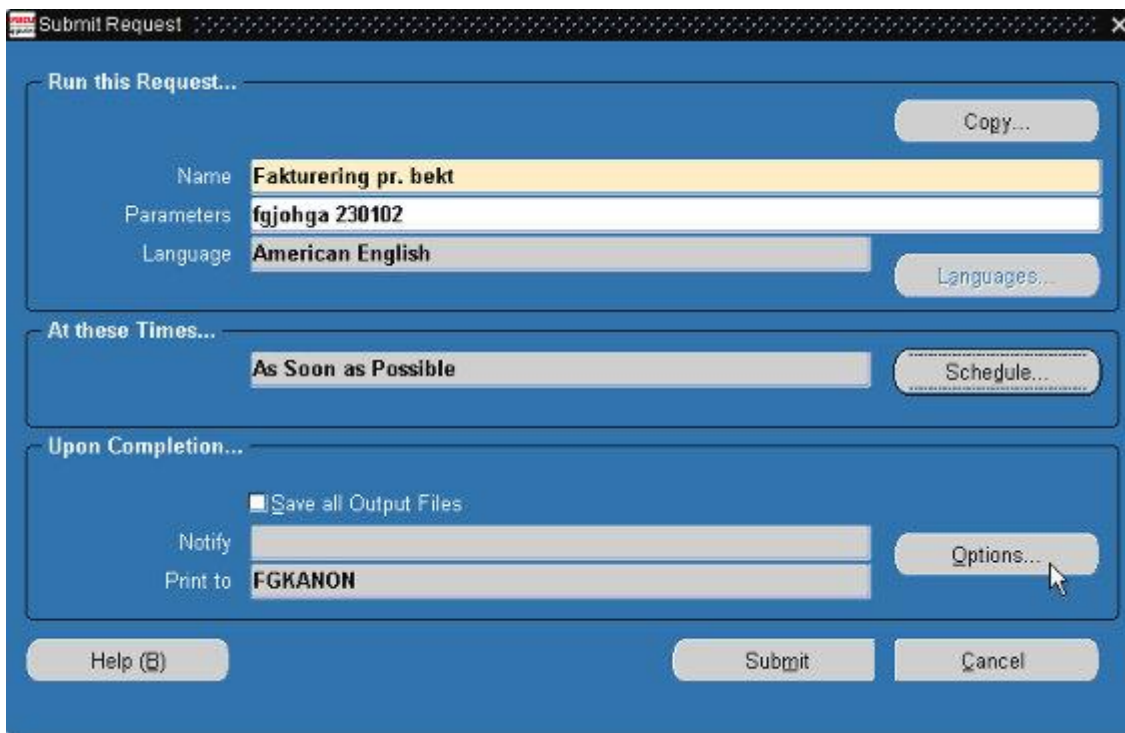 Submit Request
Run this Request...
Copy...
Name Fakturering pr. bekt
Parameters fgjohga 230102
Language American English
Languages...
At these Times...
As Soon as Possible
Schedule...
Upon Completion...
Save all Output Files
Notify
Options...
Print to FGKANON
Help (B) Submit Cancel